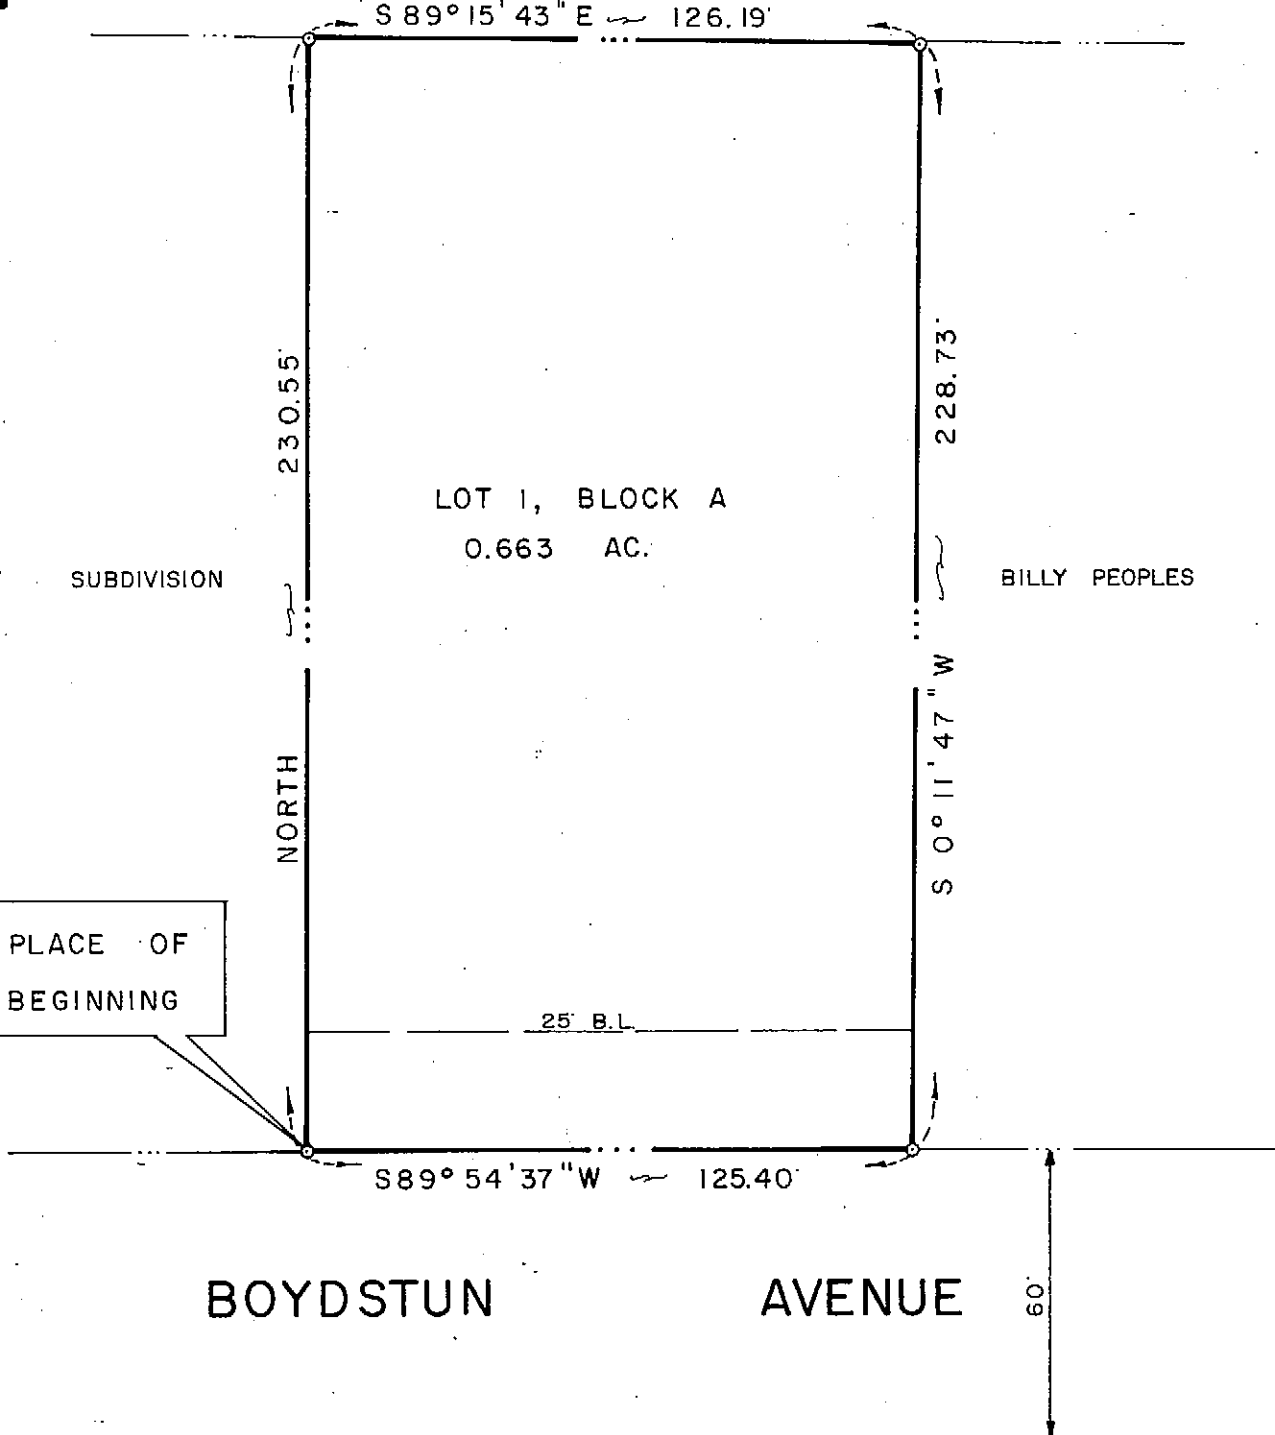 S 89° 15' 43" E ~ 126.19'
230.55'
228.73'
LOT 1, BLOCK A
0.663 AC.
SUBDIVISION
BILLY PEOPLES
NORTH
S 0° 11' 47" W
PLACE OF
BEGINNING
25' B.L.
S89° 54' 37" W ~ 125.40'
BOYDSTUN AVENUE
60'